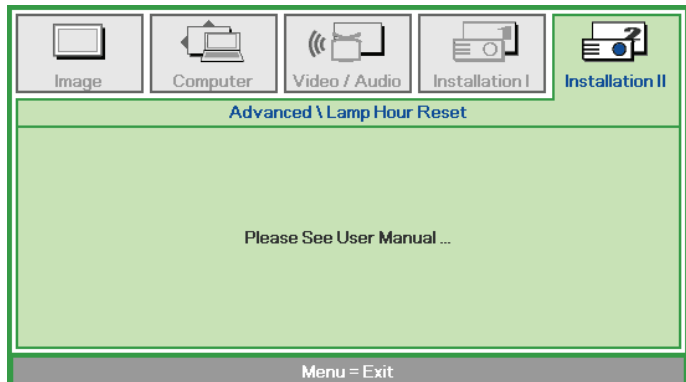 Image
Computer
Video / Audio
Installation I
Installation II
Advanced \ Lamp Hour Reset
Please See User Manual ...
Menu = Exit